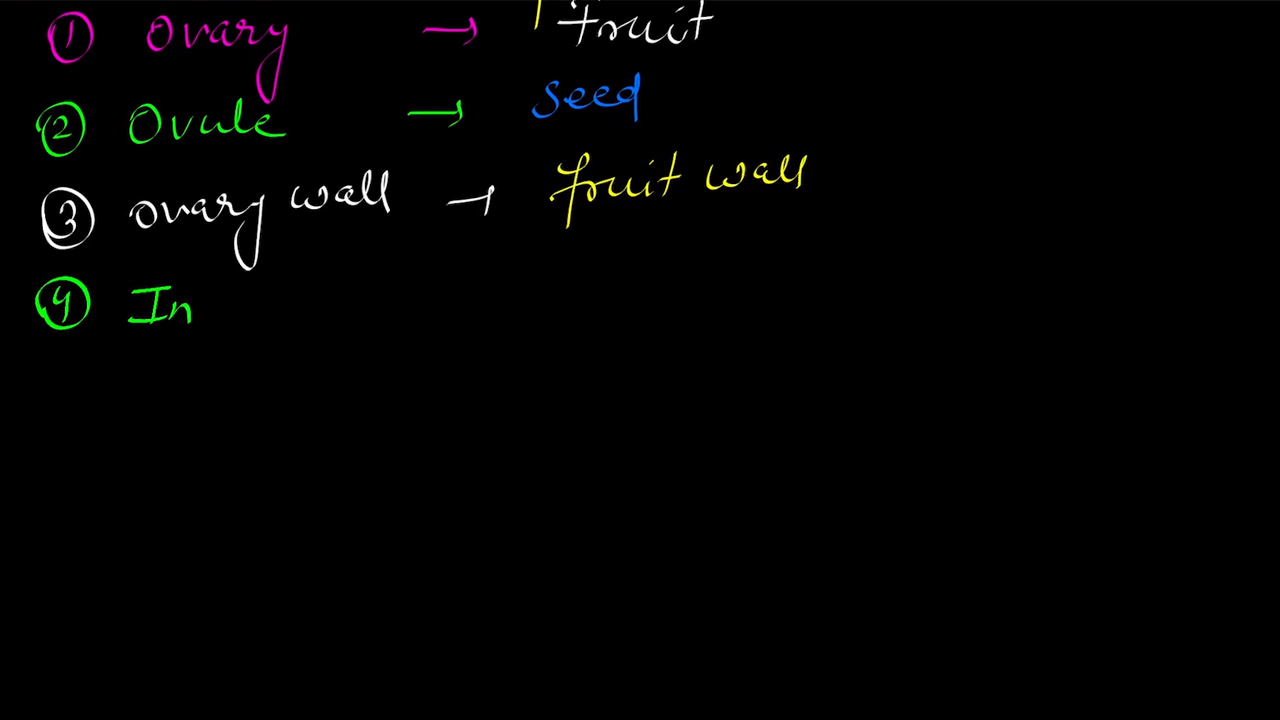 ① Ovary → fruit
② Ovule → Seed
③ Ovary wall → fruit wall
④ In